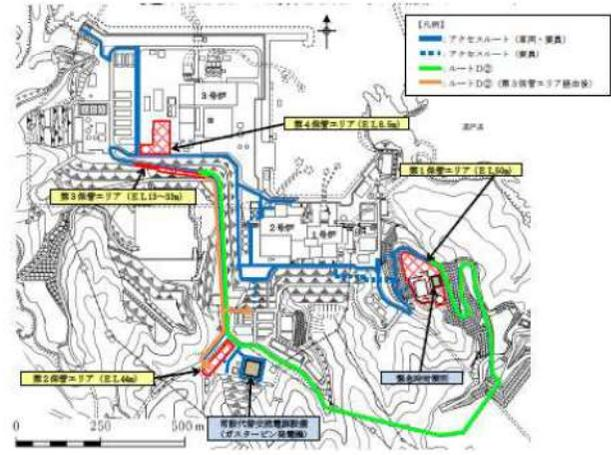 【凡例】
：アクセスルート（車両・要員）
：アクセスルート（要員）
：ルートD②
：ルートD②（第3保管エリア経由後）
3号炉
第4保管エリア（E.L.8.5m）
第1保管エリア（E.L.50m）
第3保管エリア（E.L.13～33m）
2号炉
1号炉
第2保管エリア（E.L.44m）
緊急時対策所
常設代替交流電源設備
（ガスタービン発電機）
0 250 500 m